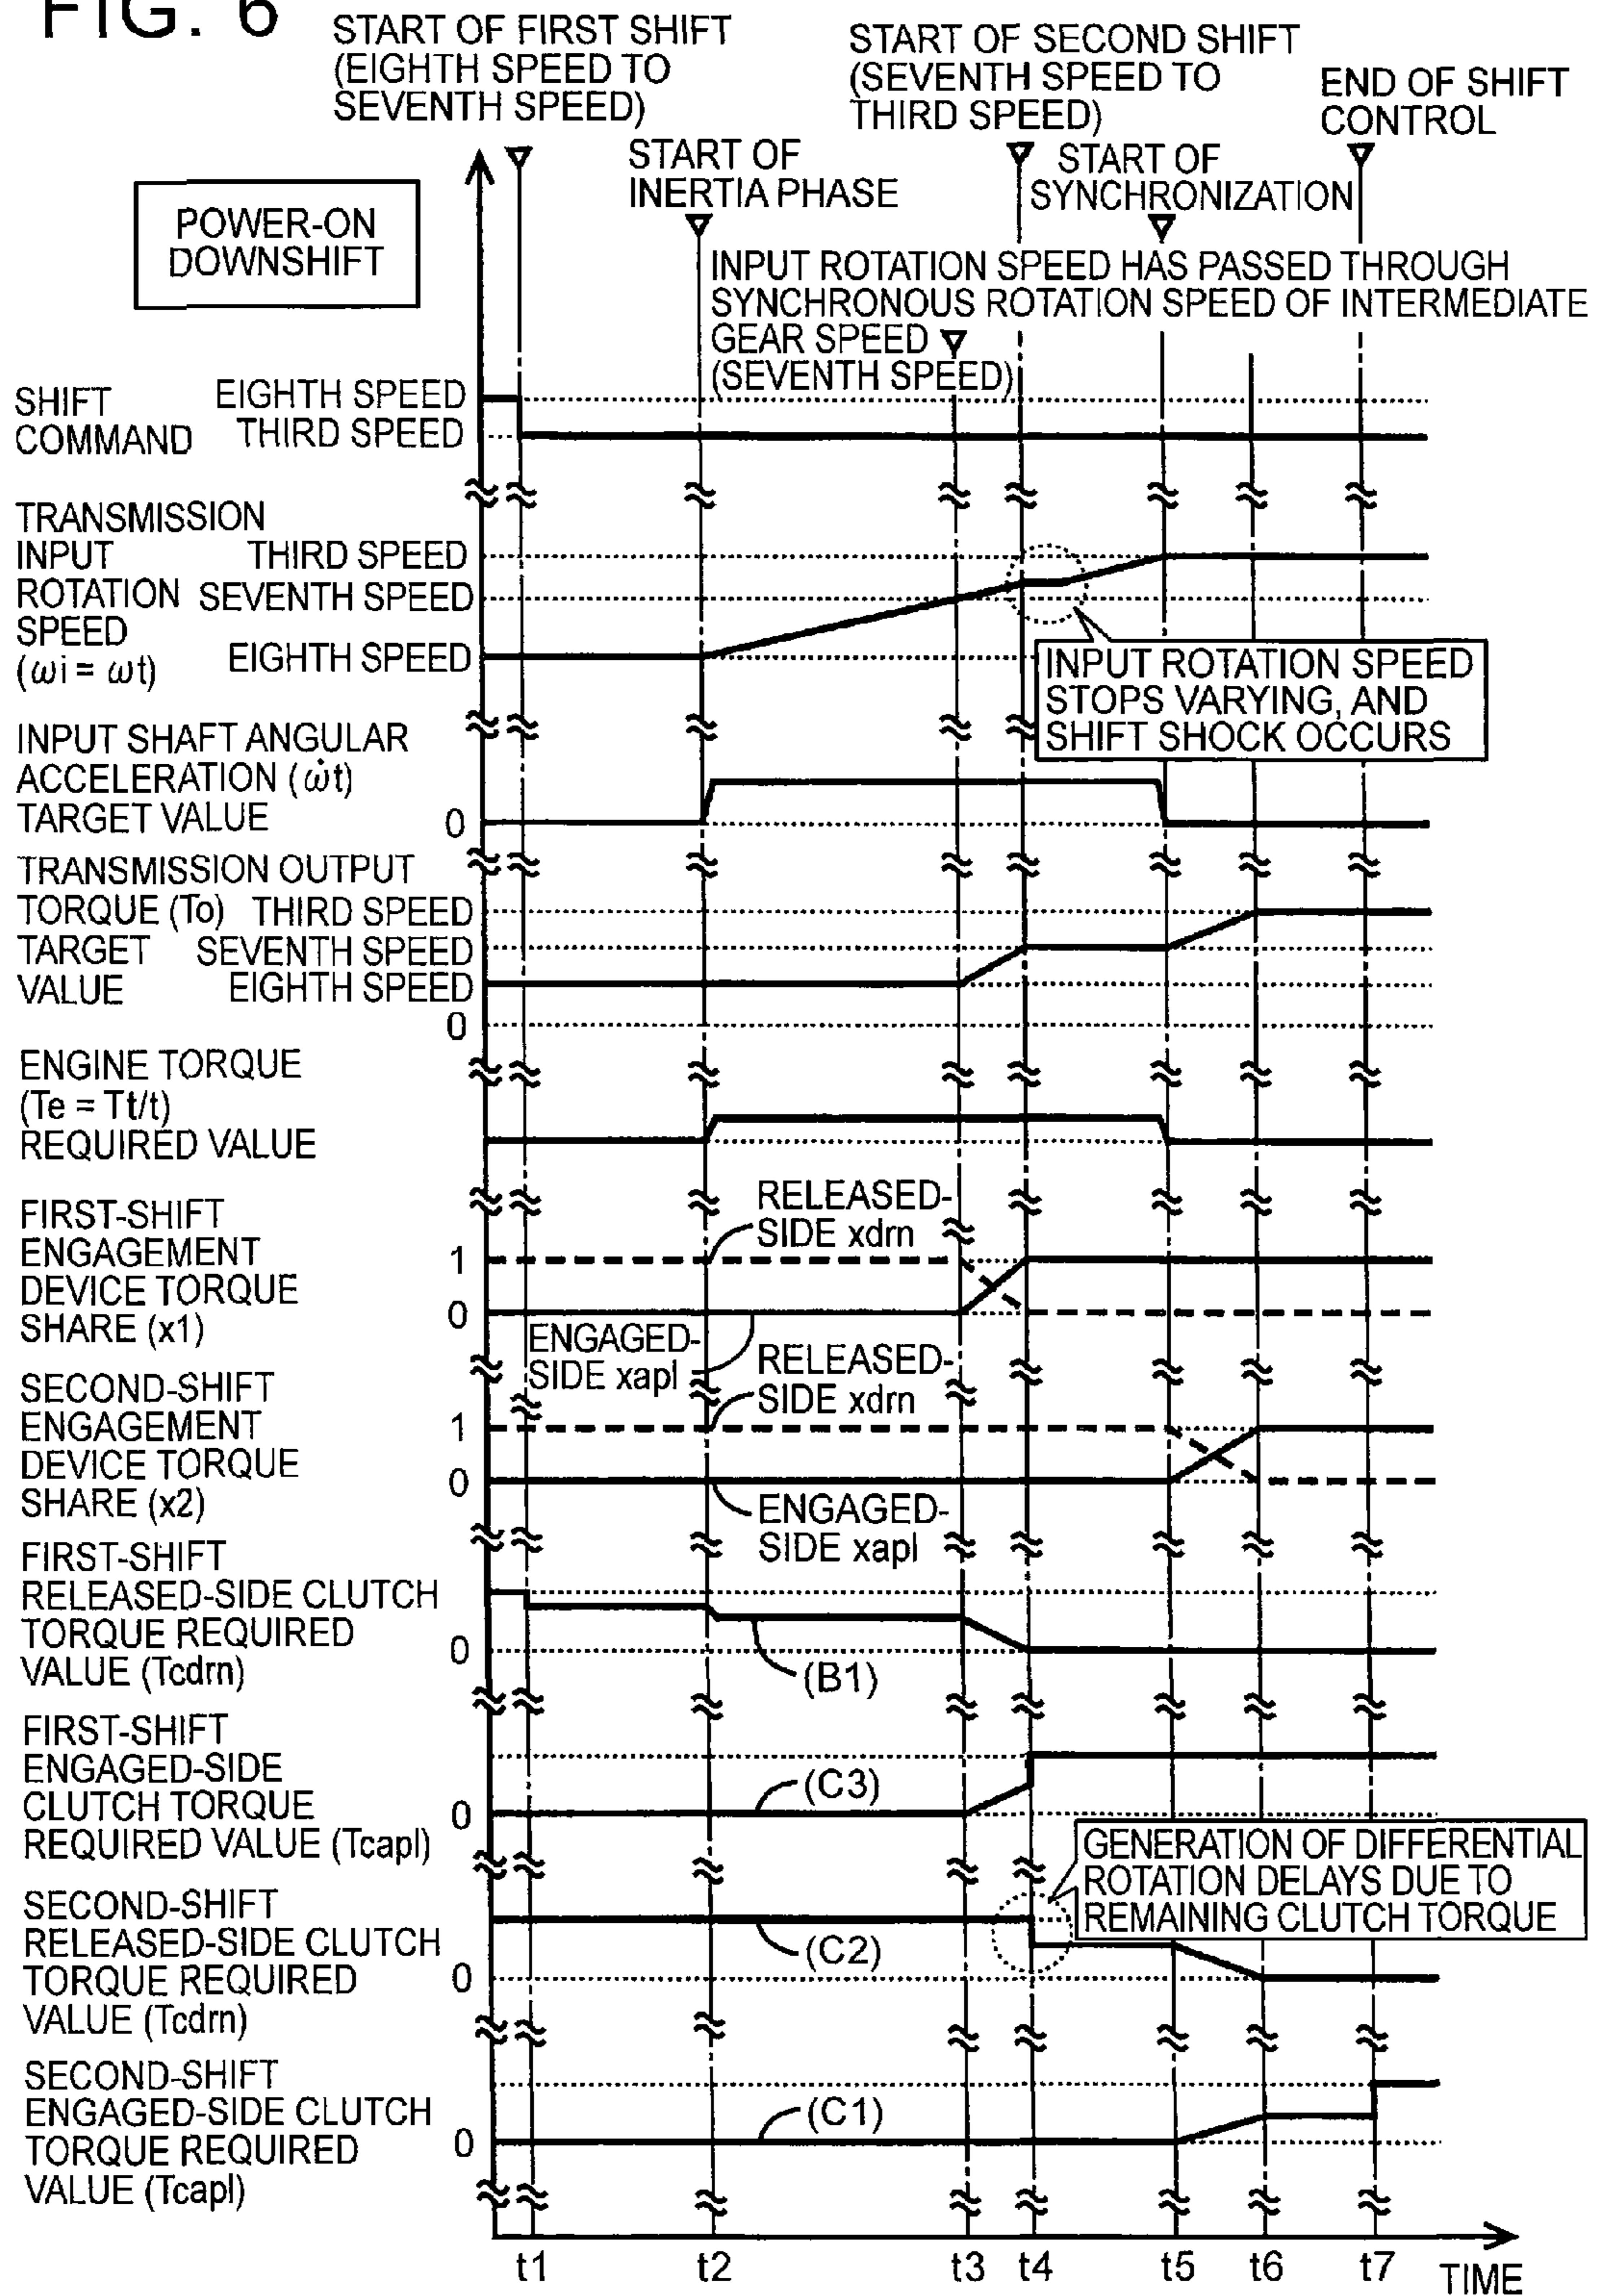 FIG. 6
START OF FIRST SHIFT
(EIGHTH SPEED TO
SEVENTH SPEED)
START OF SECOND SHIFT
(SEVENTH SPEED TO
THIRD SPEED)
END OF SHIFT
CONTROL
START OF
INERTIA PHASE
START OF
SYNCHRONIZATION
POWER-ON
DOWNSHIFT
INPUT ROTATION SPEED HAS PASSED THROUGH
SYNCHRONOUS ROTATION SPEED OF INTERMEDIATE
GEAR SPEED
(SEVENTH SPEED)
SHIFT
COMMAND
EIGHTH SPEED
THIRD SPEED
TRANSMISSION
INPUT
ROTATION
SPEED
(ωi = ωt)
THIRD SPEED
SEVENTH SPEED
EIGHTH SPEED
INPUT ROTATION SPEED
STOPS VARYING, AND
SHIFT SHOCK OCCURS
INPUT SHAFT ANGULAR
ACCELERATION (ω̇t)
TARGET VALUE
0
TRANSMISSION OUTPUT
TORQUE (To)
TARGET
VALUE
THIRD SPEED
SEVENTH SPEED
EIGHTH SPEED
0
ENGINE TORQUE
(Te = Tt/t)
REQUIRED VALUE
FIRST-SHIFT
ENGAGEMENT
DEVICE TORQUE
SHARE (x1)
1
0
RELEASED-
SIDE xdrn
ENGAGED-
SIDE xapl
SECOND-SHIFT
ENGAGEMENT
DEVICE TORQUE
SHARE (x2)
1
0
RELEASED-
SIDE xdrn
ENGAGED-
SIDE xapl
FIRST-SHIFT
RELEASED-SIDE CLUTCH
TORQUE REQUIRED
VALUE (Tcdrn)
0
(B1)
FIRST-SHIFT
ENGAGED-SIDE
CLUTCH TORQUE
REQUIRED VALUE (Tcapl)
0
(C3)
GENERATION OF DIFFERENTIAL
ROTATION DELAYS DUE TO
REMAINING CLUTCH TORQUE
SECOND-SHIFT
RELEASED-SIDE CLUTCH
TORQUE REQUIRED
VALUE (Tcdrn)
0
(C2)
SECOND-SHIFT
ENGAGED-SIDE CLUTCH
TORQUE REQUIRED
VALUE (Tcapl)
0
(C1)
t1 t2 t3 t4 t5 t6 t7 TIME